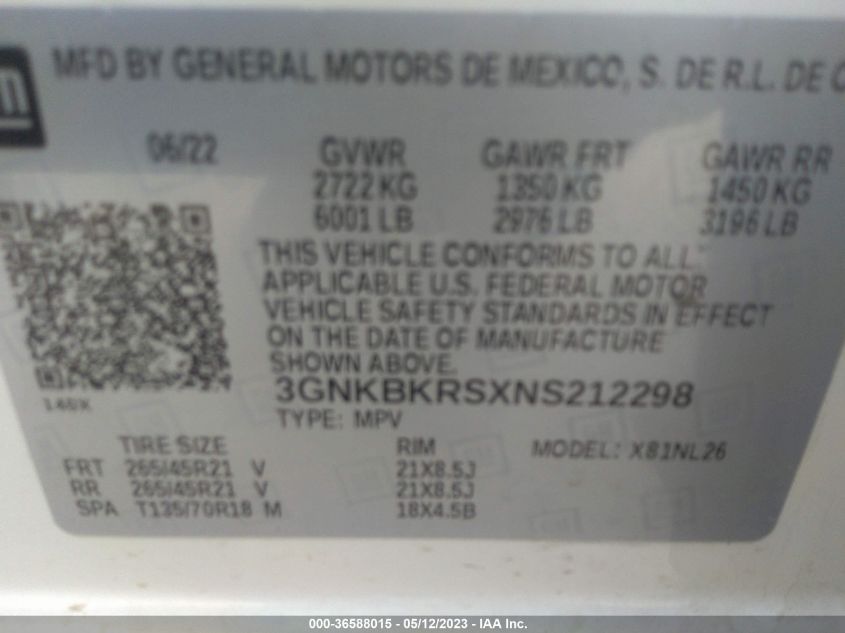 m
MFD BY GENERAL MOTORS DE MEXICO, S. DE R.L. DE C
06/22 GVWR GAWR FRT GAWR RR
2722 KG 1350 KG 1450 KG
6001 LB 2976 LB 3196 LB
THIS VEHICLE CONFORMS TO ALL
APPLICABLE U.S. FEDERAL MOTOR
VEHICLE SAFETY STANDARDS IN EFFECT
ON THE DATE OF MANUFACTURE
SHOWN ABOVE.
3GNKBKRSXNS212298
140X
TYPE: MPV
TIRE SIZE RIM MODEL: X81NL26
FRT 265/45R21 V 21X8.5J
RR 265/45R21 V 21X8.5J
SPA T135/70R18 M 18X4.5B
000-36588015 - 05/12/2023 - IAA Inc.